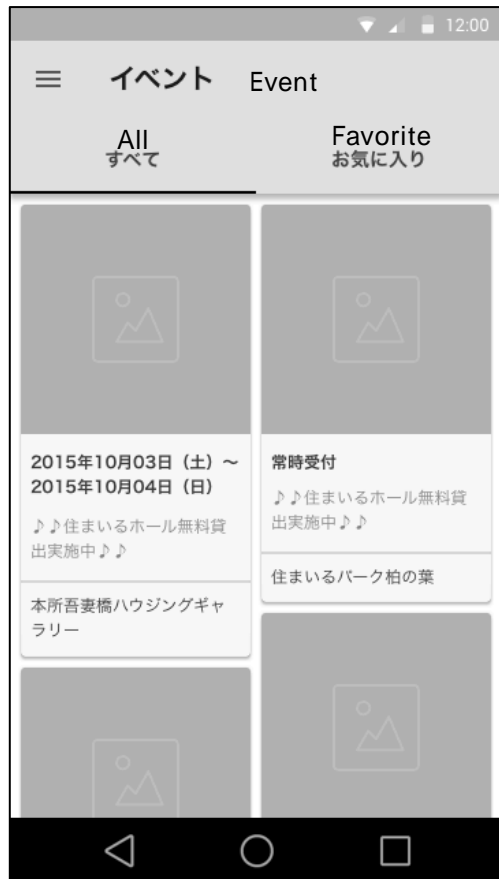 12:00
イベント Event
All
すべて
Favorite
お気に入り
2015年10月03日（土）～
2015年10月04日（日）
♪♪住まいるホール無料貸
出実施中♪♪
本所吾妻橋ハウジングギャ
ラリー
常時受付
♪♪住まいるホール無料貸
出実施中♪♪
住まいるパーク柏の葉